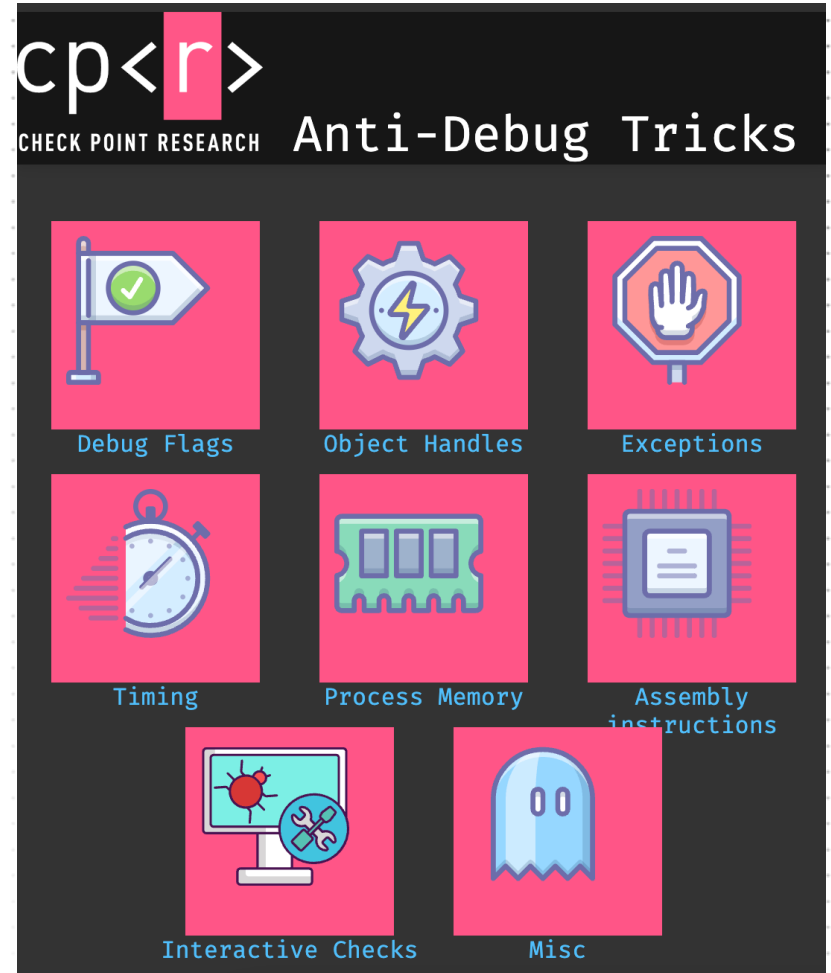 cp<r>
CHECK POINT RESEARCH
Anti-Debug Tricks
Debug Flags
Object Handles
Exceptions
Timing
Process Memory
Assembly
instructions
Interactive Checks
Misc